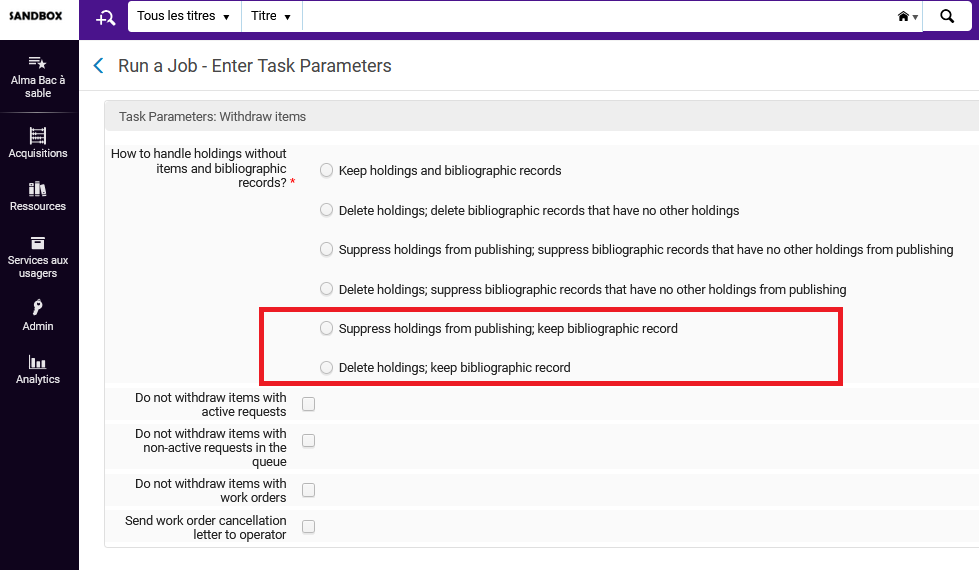 SANDBOX
Tous les titres
Titre
Alma Bac à
sable
Run a Job - Enter Task Parameters
Task Parameters: Withdraw items
Acquisitions
Ressources
Services aux
usagers
Admin
Analytics
How to handle holdings without
items and bibliographic
records? *
Keep holdings and bibliographic records
Delete holdings; delete bibliographic records that have no other holdings
Suppress holdings from publishing; suppress bibliographic records that have no other holdings from publishing
Delete holdings; suppress bibliographic records that have no other holdings from publishing
Suppress holdings from publishing; keep bibliographic record
Delete holdings; keep bibliographic record
Do not withdraw items with
active requests
Do not withdraw items with
non-active requests in the
queue
Do not withdraw items with
work orders
Send work order cancellation
letter to operator